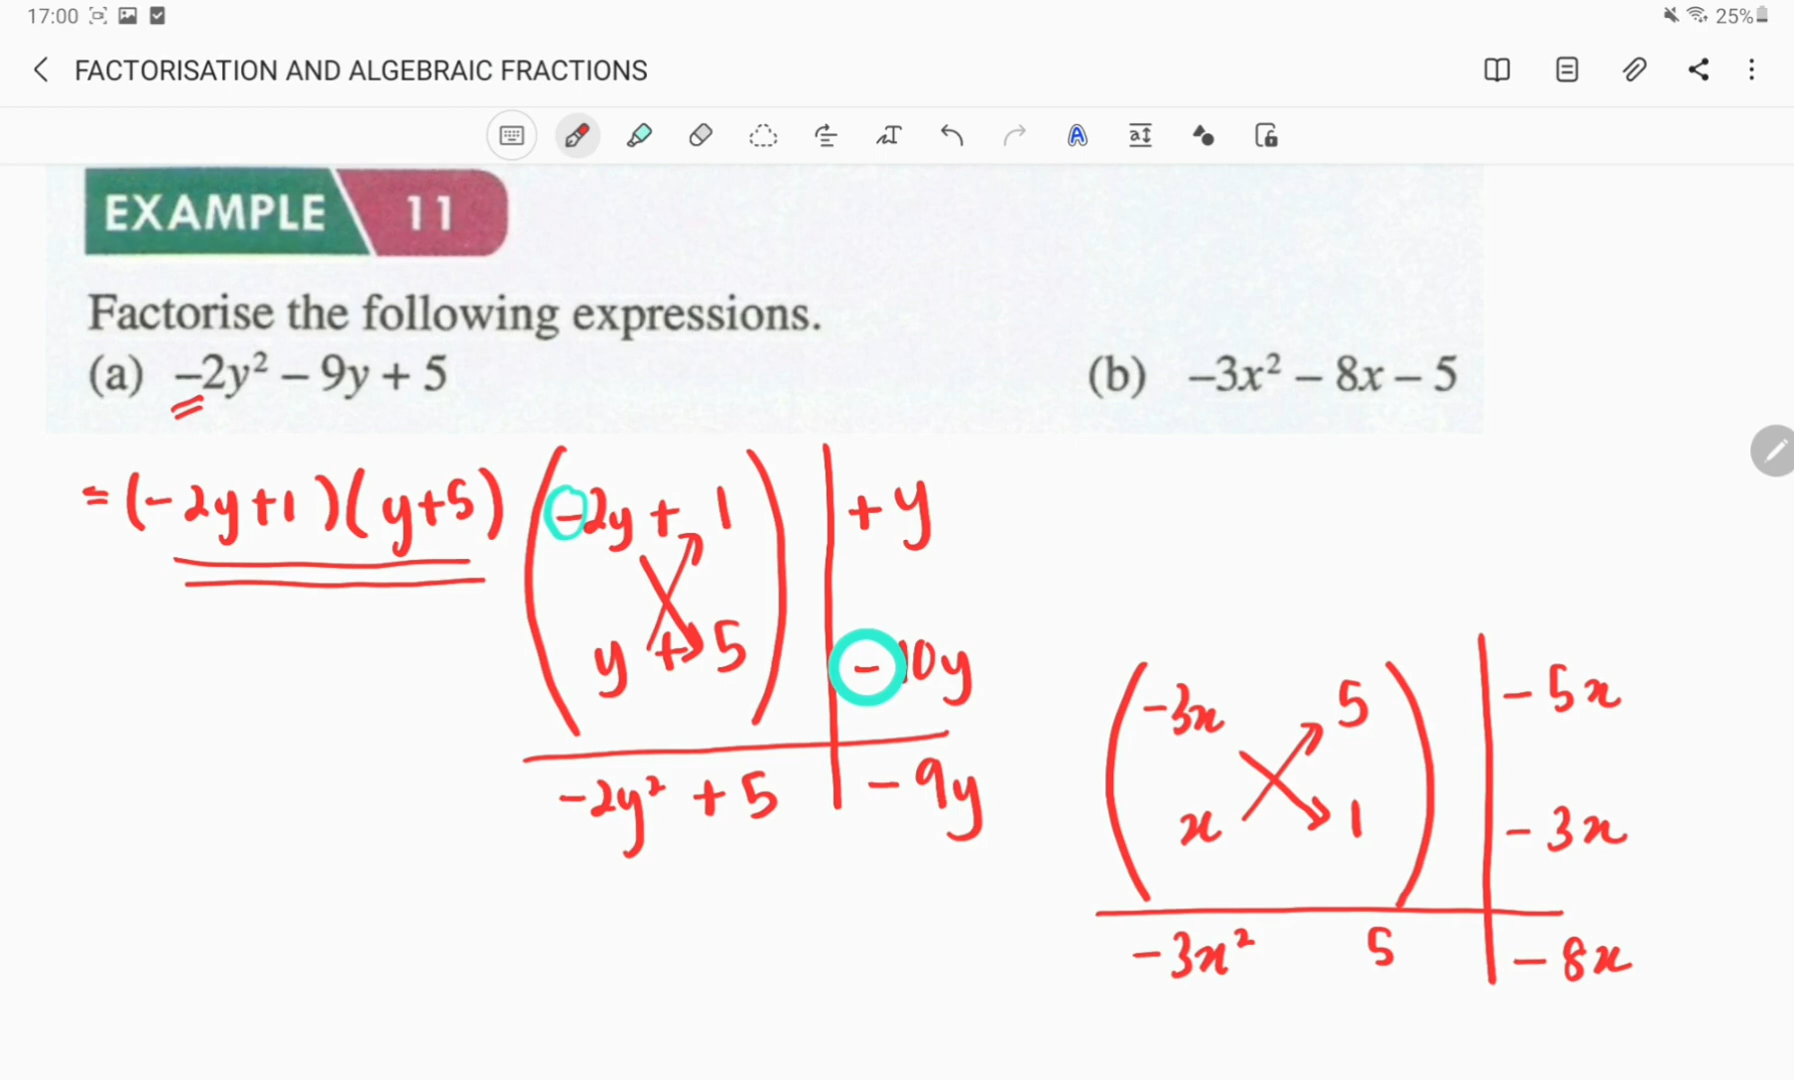 17:00
25%
FACTORISATION AND ALGEBRAIC FRACTIONS
EXAMPLE 11
Factorise the following expressions.
(a) –2y² – 9y + 5
(b) –3x² – 8x – 5
= (-2y+1)(y+5)
-2y + 1 +y
y + 5 -10y
-2y² + 5 -9y
-3x 5 -5x
x 1 -3x
-3x² 5 -8x